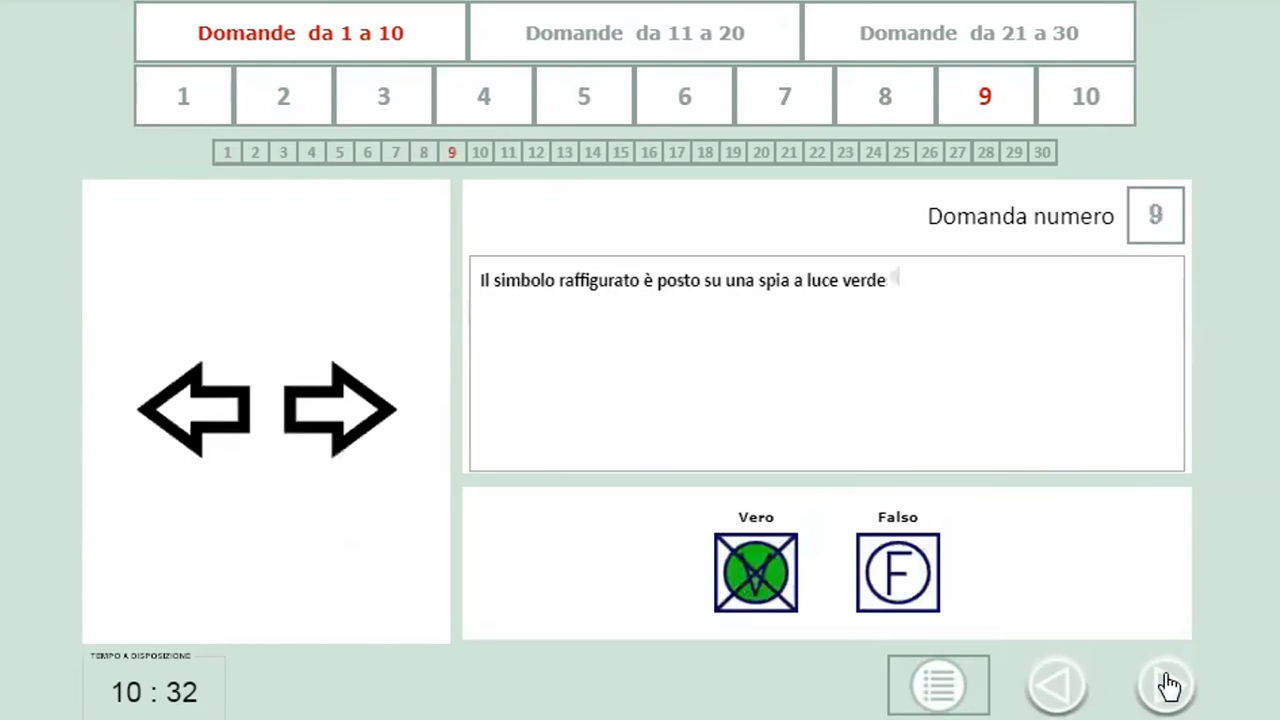 Domande da 1 a 10 Domande da 11 a 20 Domande da 21 a 30
1 2 3 4 5 6 7 8 9 10
1 2 3 4 5 6 7 8 9 10 11 12 13 14 15 16 17 18 19 20 21 22 23 24 25 26 27 28 29 30
Domanda numero 9
Il simbolo raffigurato è posto su una spia a luce verde
Vero Falso
V F
TEMPO A DISPOSIZIONE
10 : 32